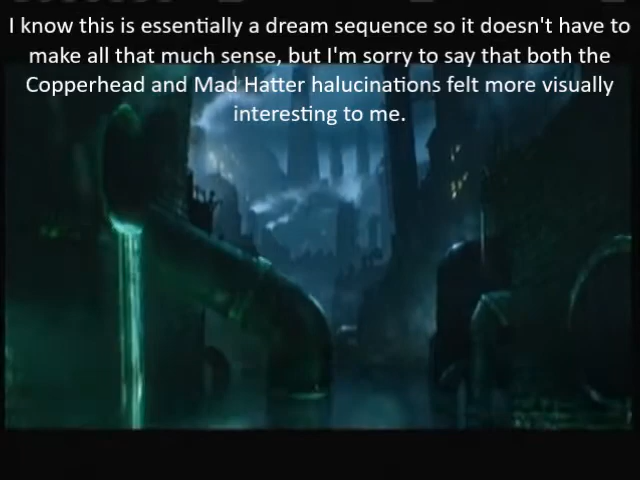 I know this is essentially a dream sequence so it doesn't have to
make all that much sense, but I'm sorry to say that both the
Copperhead and Mad Hatter halucinations felt more visually
interesting to me.